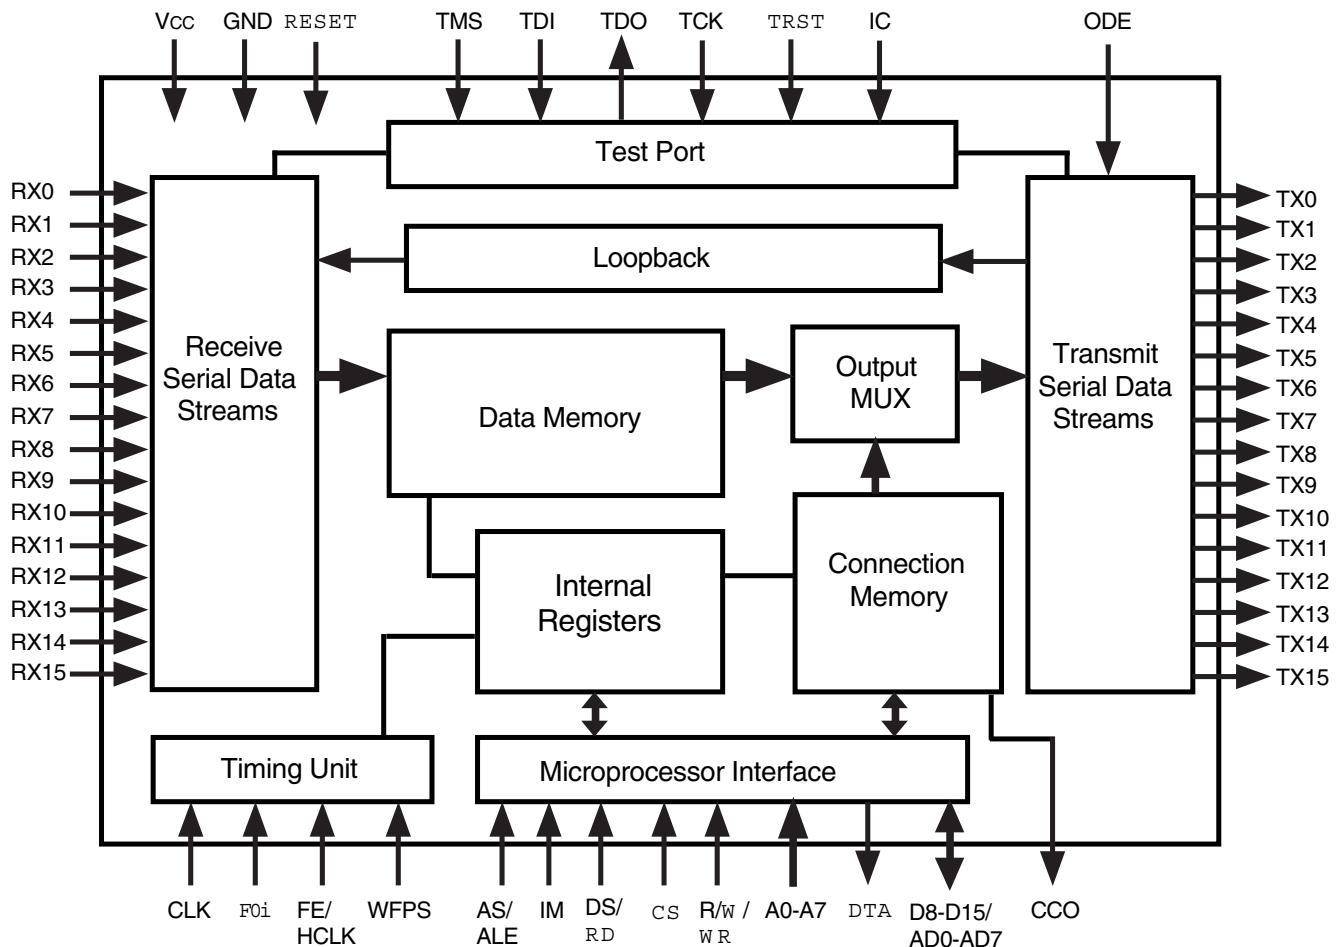 Vcc GND RESET TMS TDI TDO TCK TRST IC ODE
Test Port
RX0
RX1
RX2
RX3
RX4
RX5
RX6
RX7
RX8
RX9
RX10
RX11
RX12
RX13
RX14
RX15
Receive
Serial Data
Streams
Loopback
Data Memory
Output
MUX
Transmit
Serial Data
Streams
TX0
TX1
TX2
TX3
TX4
TX5
TX6
TX7
TX8
TX9
TX10
TX11
TX12
TX13
TX14
TX15
Internal
Registers
Connection
Memory
Timing Unit
Microprocessor Interface
CLK
F0i
FE/
HCLK
WFPS
AS/
ALE
IM
DS/
RD
CS
R/W /
WR
A0-A7
DTA
D8-D15/
AD0-AD7
CCO